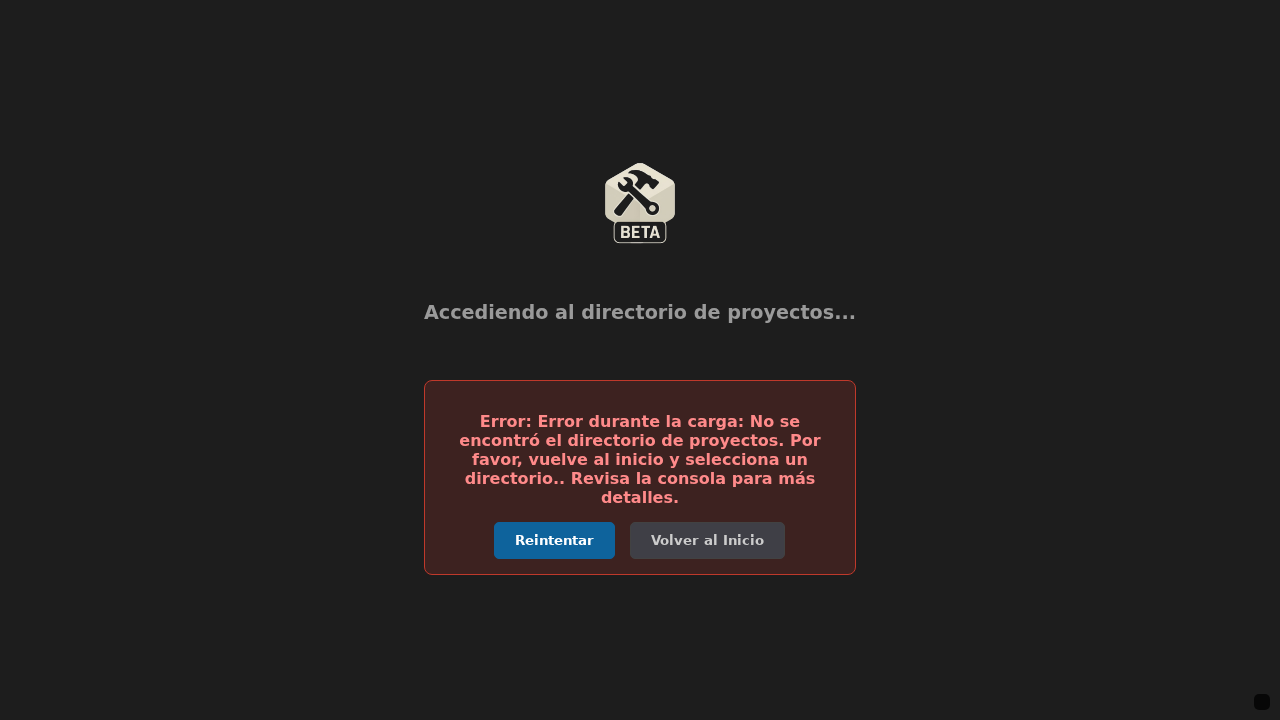 BETA
Accediendo al directorio de proyectos...
Error: Error durante la carga: No se
encontró el directorio de proyectos. Por
favor, vuelve al inicio y selecciona un
directorio.. Revisa la consola para más
detalles.
Reintentar
Volver al Inicio